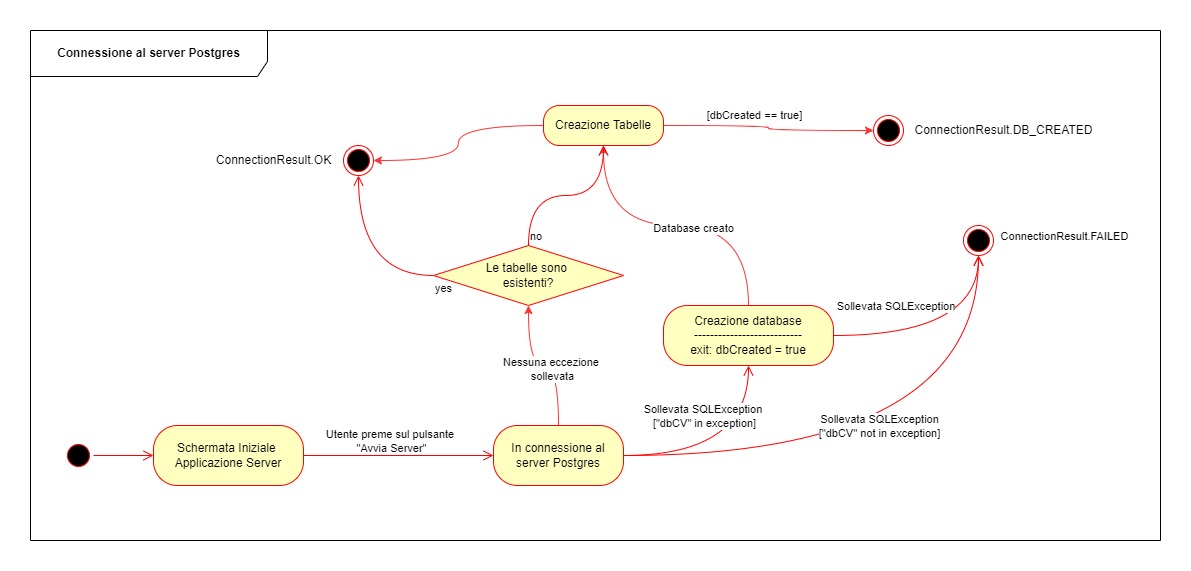 Connessione al server Postgres
Creazione Tabelle
[dbCreated == true]
ConnectionResult.DB_CREATED
ConnectionResult.OK
no
Database creato
ConnectionResult.FAILED
Le tabelle sono
esistenti?
yes
Creazione database
---------------------------
exit: dbCreated = true
Sollevata SQLException
Nessuna eccezione
sollevata
Sollevata SQLException
["dbCV" in exception]
Sollevata SQLException
["dbCV" not in exception]
Schermata Iniziale
Applicazione Server
Utente preme sul pulsante
"Avvia Server"
In connessione al
server Postgres